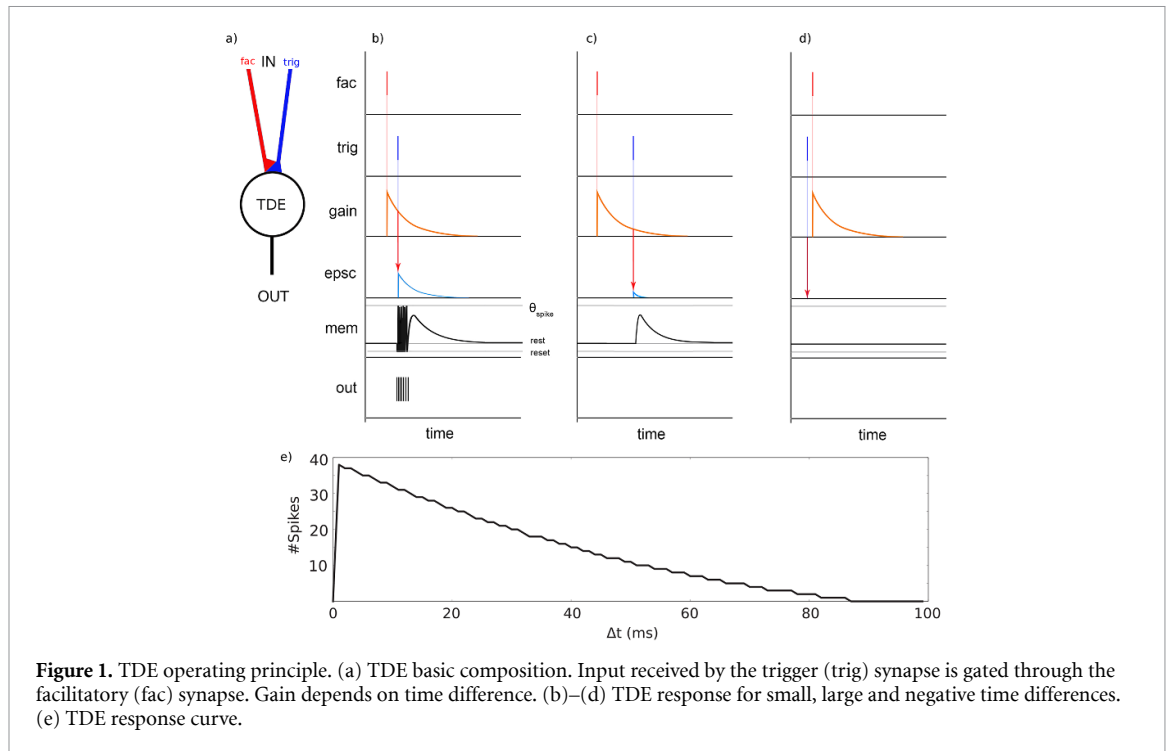 a)
fac IN trig
TDE
OUT
b)
c)
d)
fac
trig
gain
epsc
mem
θspike
rest
reset
out
time
time
time
e)
#Spikes
40
30
20
10
0
20
40
60
80
100
Δt (ms)
Figure 1. TDE operating principle. (a) TDE basic composition. Input received by the trigger (trig) synapse is gated through the
facilitatory (fac) synapse. Gain depends on time difference. (b)–(d) TDE response for small, large and negative time differences.
(e) TDE response curve.